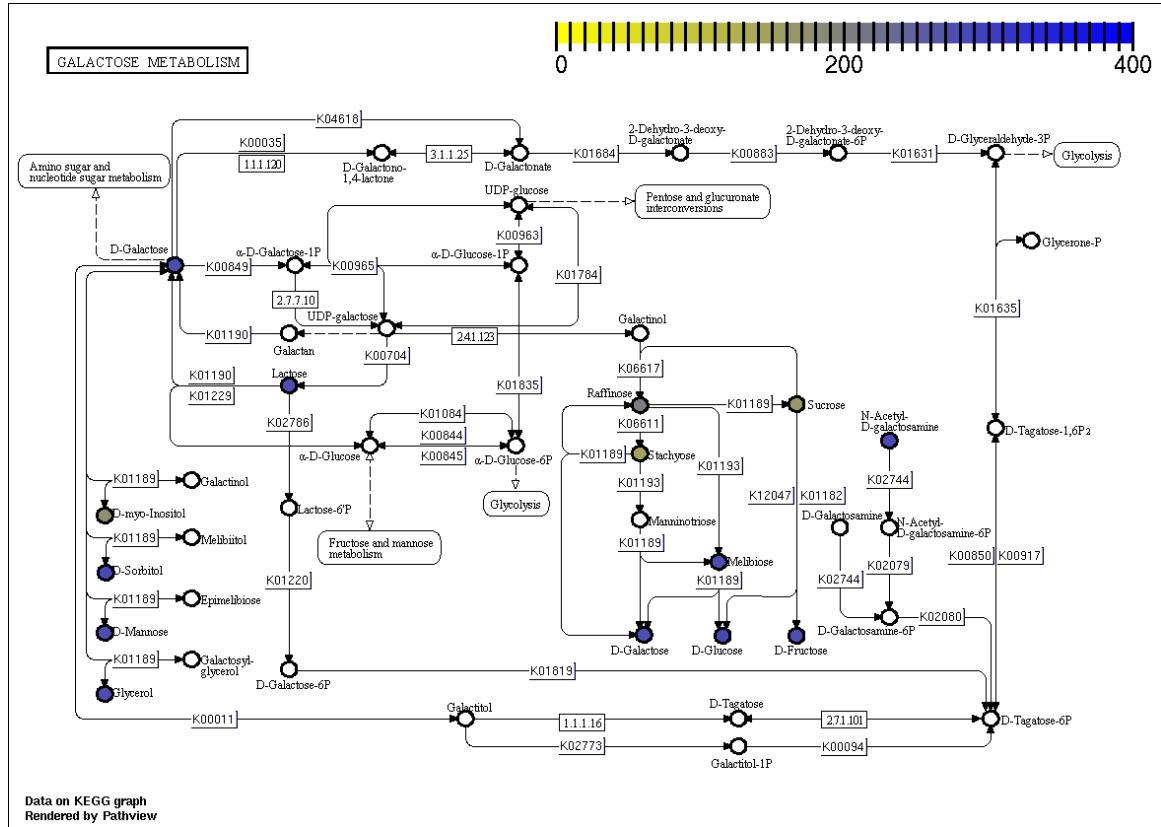 GALACTOSE METABOLISM
0
200
400
K04618
K00035
1.1.1.120
D-Galactono-
1,4-lactone
3.1.1.25
D-Galactonate
K01684
2-Dehydro-3-deoxy-
D-galactonate
K00883
2-Dehydro-3-deoxy-
D-galactonate-6P
K01631
D-Glyceraldehyde-3P
Glycolysis
Amino sugar and
nucleotide sugar metabolism
UDP-glucose
Pentose and glucuronate
interconversions
D-Galactose
K00849
α-D-Galactose-1P
K00965
α-D-Glucose-1P
K00963
K01784
Glycerone-P
2.7.7.10
UDP-galactose
K01635
K01190
Galactan
2.4.1.123
Galactinol
K00704
K01190
K01229
Lactose
K01835
K06617
K02786
Raffinose
K01189
Sucrose
N-Acetyl-
D-galactosamine
K01084
K00844
K00845
α-D-Glucose
α-D-Glucose-6P
K06611
K01189
Stachyose
K01193
K01193
D-Tagatose-1,6P2
K02744
K01189
Galactinol
D-myo-Inositol
Lactose-6'P
Glycolysis
Manninotriose
K12047
K01182
D-Galactosamine
N-Acetyl-
D-galactosamine-6P
K01189
Melibiitol
D-Sorbitol
Fructose and mannose
metabolism
K01189
Melibiose
K01189
K00850
K00917
K02744
K02079
K01220
K01189
Epimelibiose
D-Mannose
D-Galactose
D-Glucose
D-Fructose
D-Galactosamine-6P
K02080
K01189
Galactosyl-
glycerol
Glycerol
D-Galactose-6P
K01819
K00011
Galactitol
1.1.1.16
D-Tagatose
2.7.1.101
D-Tagatose-6P
K02773
Galactitol-1P
K00094
Data on KEGG graph
Rendered by Pathview